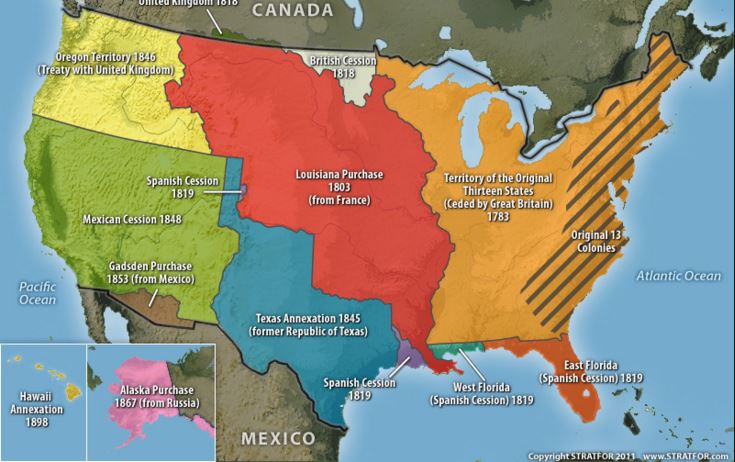 United Kingdom 1818
CANADA
Oregon Territory 1846
(Treaty with United Kingdom)
British Cession
1818
Spanish Cession
1819
Louisiana Purchase
1803
(from France)
Territory of the Original
Thirteen States
(Ceded by Great Britain)
1783
Mexican Cession 1848
Original 13
Colonies
Gadsden Purchase
1853 (from Mexico)
Pacific
Ocean
Atlantic Ocean
Texas Annexation 1845
(former Republic of Texas)
Spanish Cession
1819
West Florida
(Spanish Cession) 1819
East Florida
(Spanish Cession) 1819
Hawaii
Annexation
1898
Alaska Purchase
1867 (from Russia)
MEXICO
Copyright STRATFOR 2011 www.STRATFOR.com